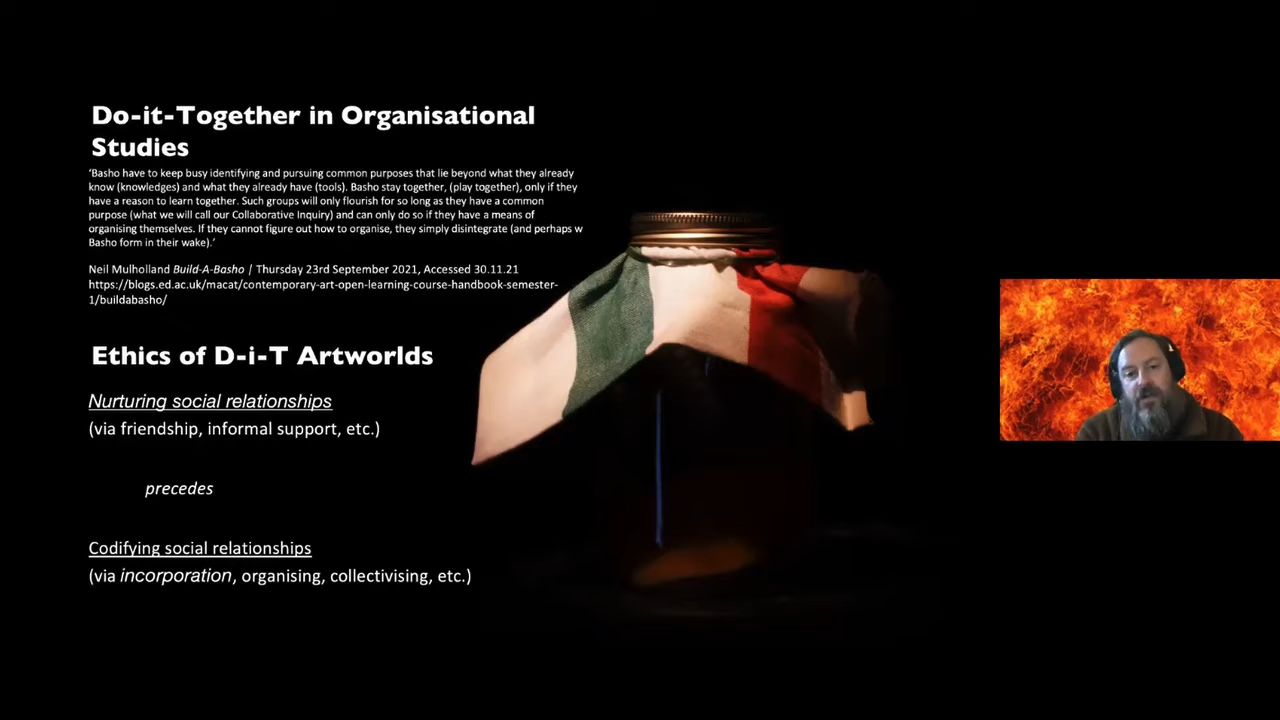 Do-it-Together in Organisational
Studies
‘Basho have to keep busy identifying and pursuing common purposes that lie beyond what they already
know (knowledges) and what they already have (tools). Basho stay together, (play together), only if they
have a reason to learn together. Such groups will only flourish for so long as they have a common
purpose (what we will call our Collaborative Inquiry) and can only do so if they have a means of
organising themselves. If they cannot figure out how to organise, they simply disintegrate (and perhaps w
Basho form in their wake).’
Neil Mulholland Build-A-Basho | Thursday 23rd September 2021, Accessed 30.11.21
https://blogs.ed.ac.uk/macat/contemporary-art-open-learning-course-handbook-semester-
1/buildabasho/
Ethics of D-i-T Artworlds
Nurturing social relationships
(via friendship, informal support, etc.)
precedes
Codifying social relationships
(via incorporation, organising, collectivising, etc.)